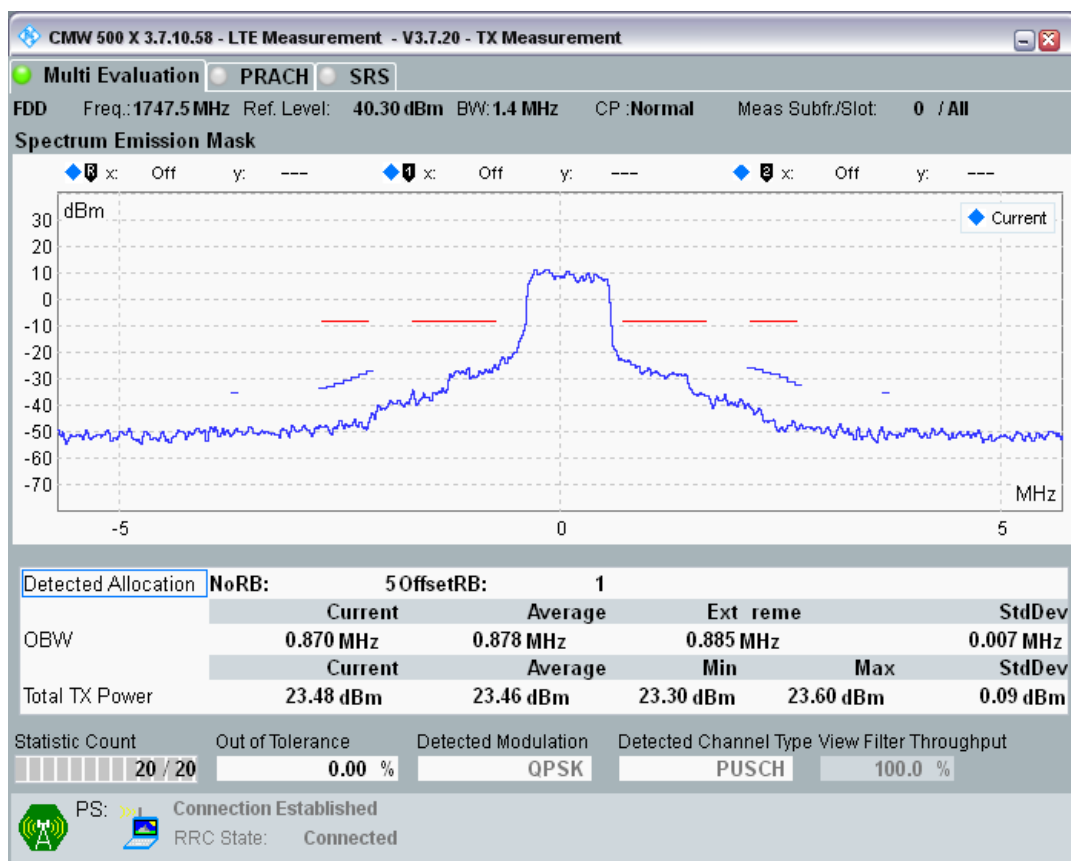 CMW 500 X 3.7.10.58 - LTE Measurement - V3.7.20 - TX Measurement
Multi Evaluation PRACH SRS
FDD Freq.: 1747.5 MHz Ref. Level: 40.30 dBm BW: 1.4 MHz CP :Normal Meas Subfr./Slot: 0 / All
Spectrum Emission Mask
R x: Off y: --- 1 x: Off y: --- 2 x: Off y: ---
dBm
Current
30
20
10
0
-10
-20
-30
-40
-50
-60
-70
MHz
-5 0 5
Detected Allocation NoRB: 5 OffsetRB: 1
Current Average Ext reme StdDev
OBW 0.870 MHz 0.878 MHz 0.885 MHz 0.007 MHz
Current Average Min Max StdDev
Total TX Power 23.48 dBm 23.46 dBm 23.30 dBm 23.60 dBm 0.09 dBm
Statistic Count Out of Tolerance Detected Modulation Detected Channel Type View Filter Throughput
20 / 20 0.00 % QPSK PUSCH 100.0 %
PS: Connection Established
RRC State: Connected